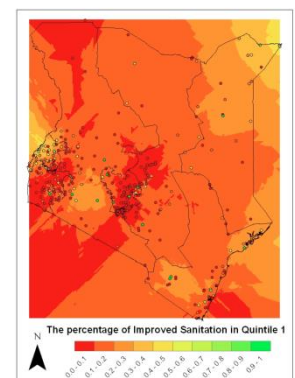 The percentage of Improved Sanitation in Quintile 1
N
0.0 - 0.1
0.1 - 0.2
0.2 - 0.3
0.3 - 0.4
0.4 - 0.5
0.5 - 0.6
0.6 - 0.7
0.7 - 0.8
0.8 - 0.9
0.9 - 1